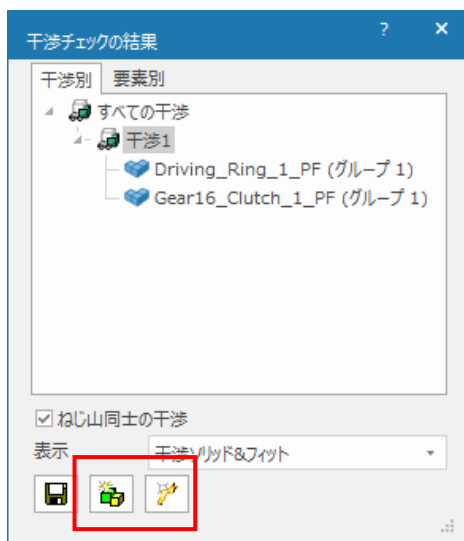 干渉チェックの結果
?
×
干渉別 要素別
すべての干渉
干渉1
Driving_Ring_1_PF (グループ 1)
Gear16_Clutch_1_PF (グループ 1)
ねじ山同士の干渉
表示 干渉ソリッド&フィット